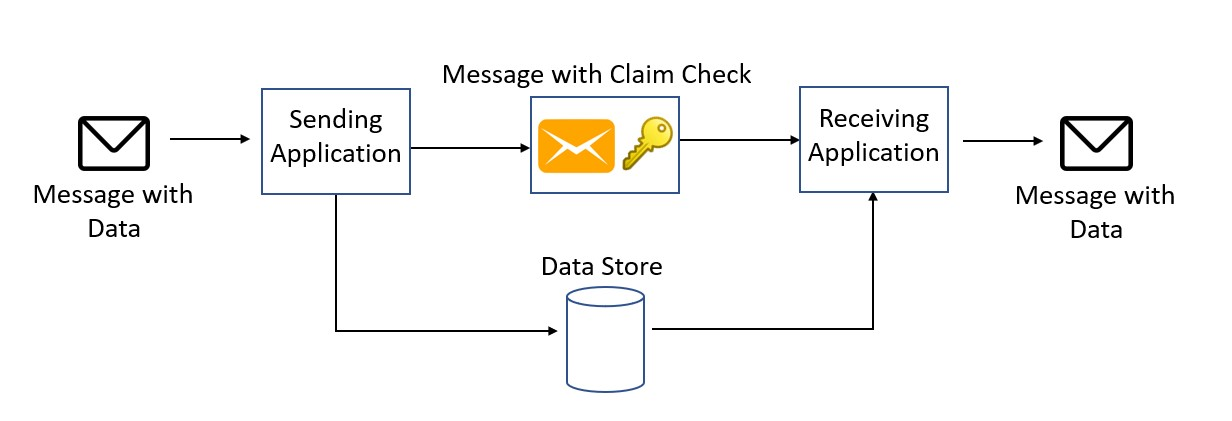 Message with Claim Check
Sending
Application
Receiving
Application
Message with
Data
Message with
Data
Data Store